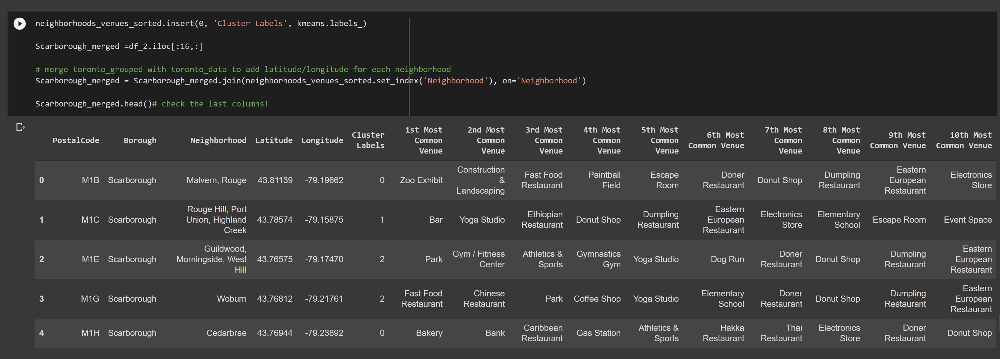 neighborhoods_venues_sorted.insert(0, 'Cluster Labels', kmeans.labels_)
Scarborough_merged =df_2.iloc[:16,:]
# merge toronto_grouped with toronto_data to add latitude/longitude for each neighborhood
Scarborough_merged = Scarborough_merged.join(neighborhoods_venues_sorted.set_index('Neighborhood'), on='Neighborhood')
Scarborough_merged.head()# check the last columns!
PostalCode Borough Neighborhood Latitude Longitude Cluster Labels 1st Most Common Venue 2nd Most Common Venue 3rd Most Common Venue 4th Most Common Venue 5th Most Common Venue 6th Most Common Venue 7th Most Common Venue 8th Most Common Venue 9th Most Common Venue 10th Most Common Venue
0 M1B Scarborough Malvern, Rouge 43.81139 -79.19662 0 Zoo Exhibit Construction & Landscaping Fast Food Restaurant Paintball Field Escape Room Doner Restaurant Donut Shop Dumpling Restaurant Eastern European Restaurant Electronics Store
1 M1C Scarborough Rouge Hill, Port Union, Highland Creek 43.78574 -79.15875 1 Bar Yoga Studio Ethiopian Restaurant Donut Shop Dumpling Restaurant Eastern European Restaurant Electronics Store Elementary School Escape Room Event Space
2 M1E Scarborough Guildwood, Morningside, West Hill 43.76575 -79.17470 2 Park Gym / Fitness Center Athletics & Sports Gymnastics Gym Yoga Studio Dog Run Doner Restaurant Donut Shop Dumpling Restaurant Eastern European Restaurant
3 M1G Scarborough Woburn 43.76812 -79.21761 2 Fast Food Restaurant Chinese Restaurant Park Coffee Shop Yoga Studio Elementary School Doner Restaurant Donut Shop Dumpling Restaurant Eastern European Restaurant
4 M1H Scarborough Cedarbrae 43.76944 -79.23892 0 Bakery Bank Caribbean Restaurant Gas Station Athletics & Sports Hakka Restaurant Thai Restaurant Electronics Store Doner Restaurant Donut Shop